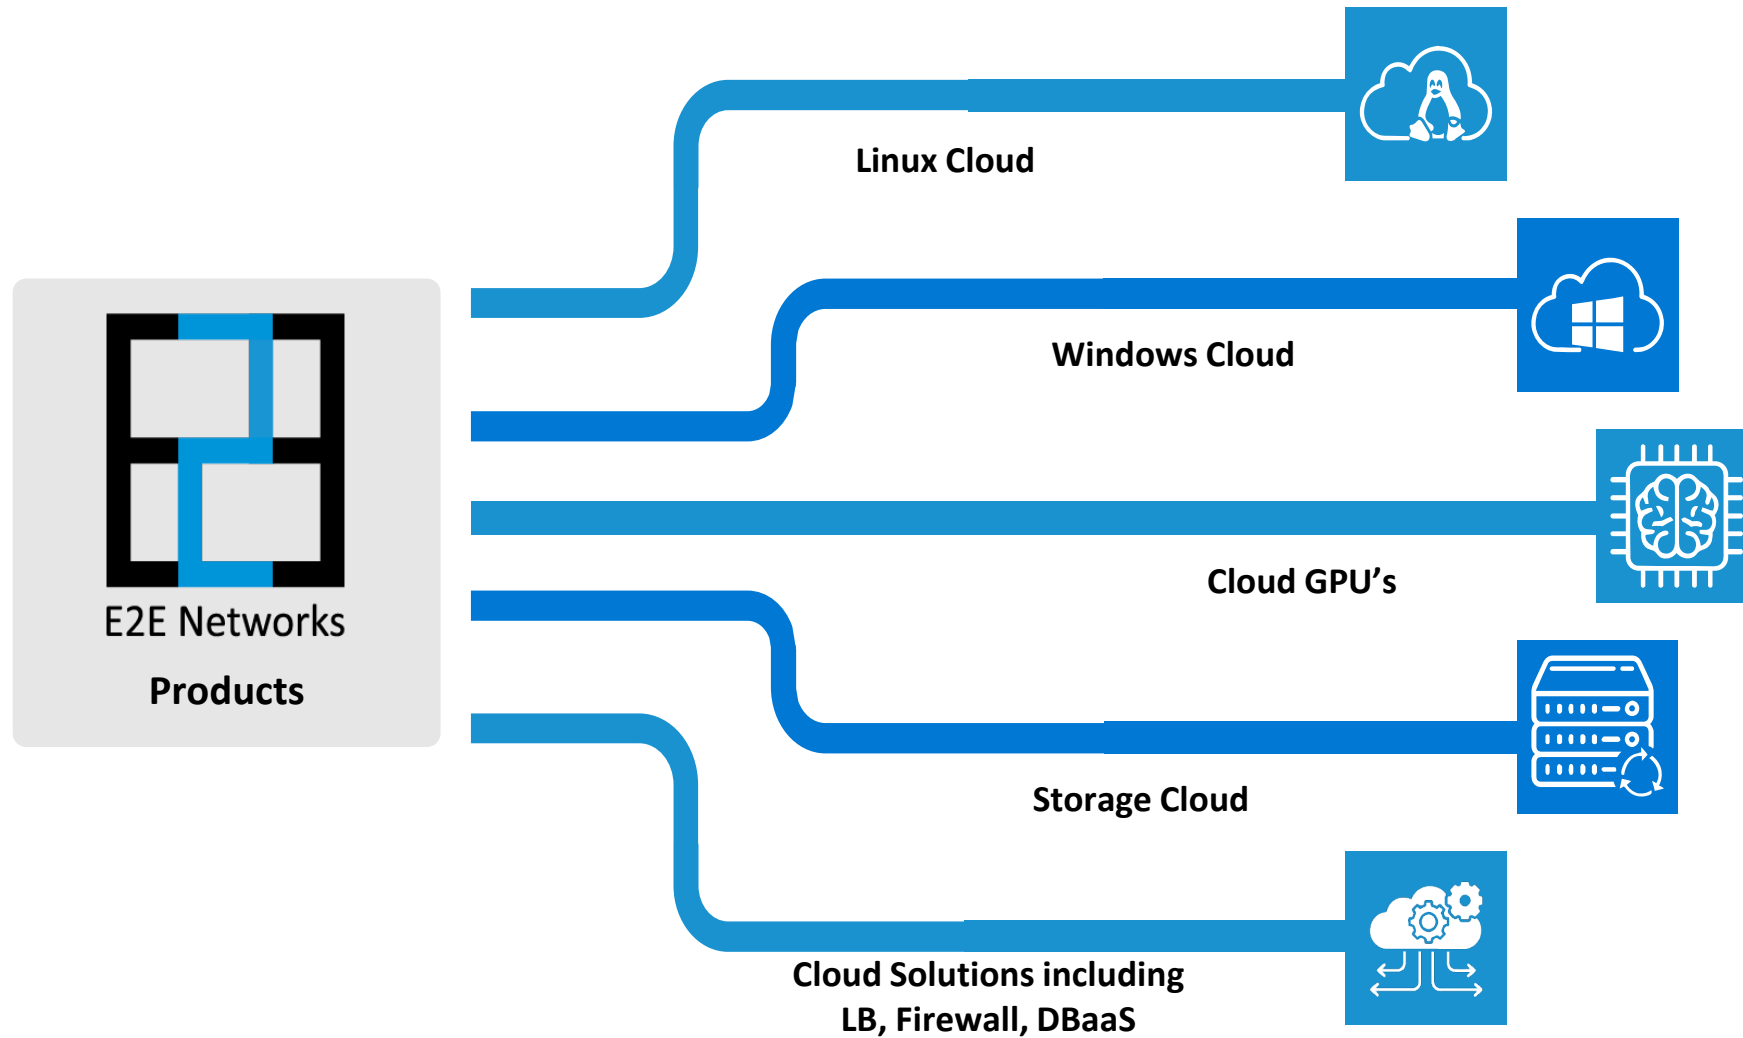 Linux Cloud
Windows Cloud
E2E Networks
Products
Cloud GPU’s
Storage Cloud
Cloud Solutions including
LB, Firewall, DBaaS